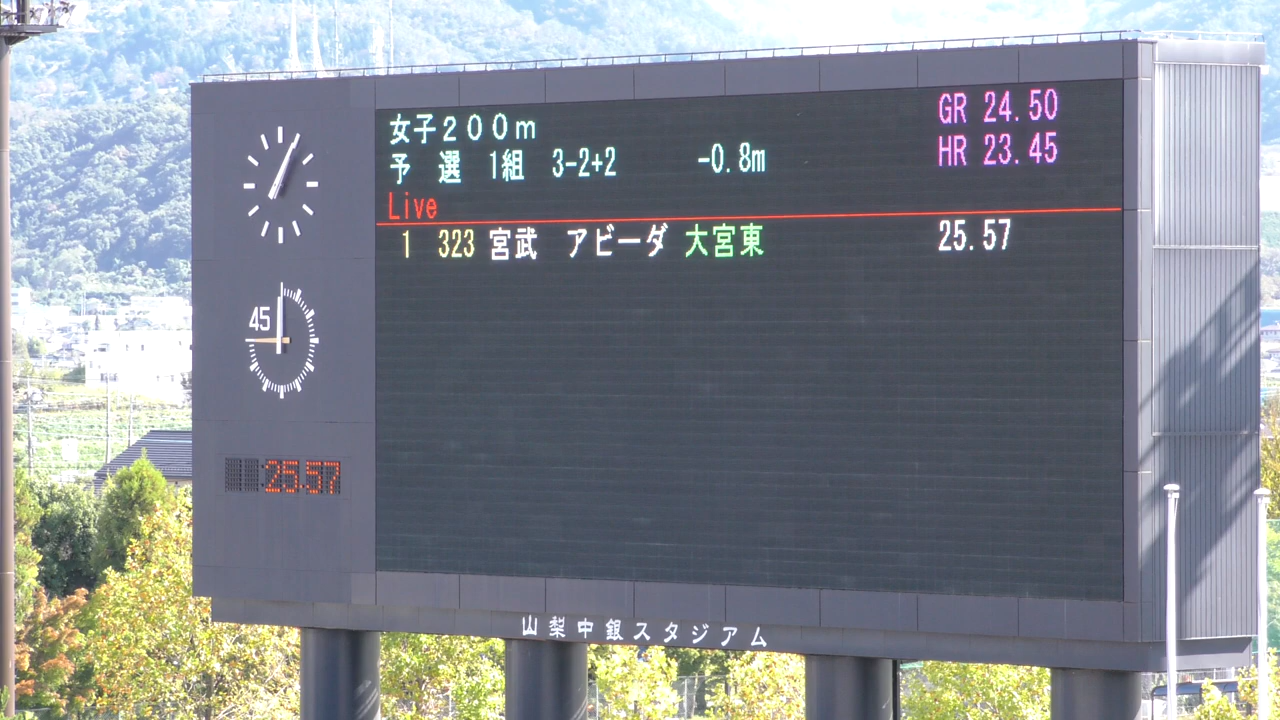 女子２００ｍ
GR 24.50
予　選　1組　3-2+2　-0.8m
HR 23.45
Live
1 323 宮武　アビーダ 大宮東 25.57
45
:25.57
山梨中銀スタジアム